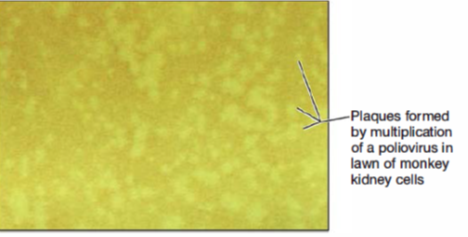 Plaques formed
by multiplication
of a poliovirus in
lawn of monkey
kidney cells